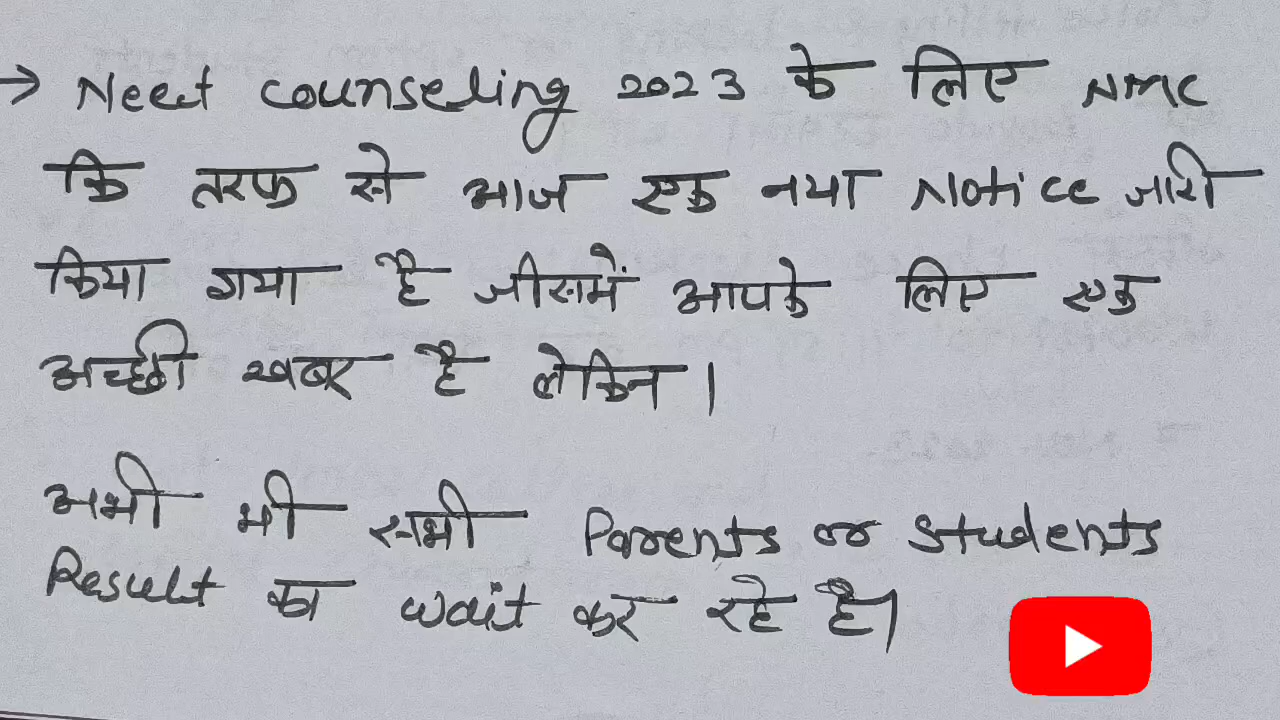 → Neet counseling 2023 के लिए NMC
कि तरफ से आज एक नया Notice जारी
किया गया है जीसमें आपके लिए एक
अच्छी खबर है लेकिन।
अभी भी सभी Parents or students
Result का wait कर रहे है।